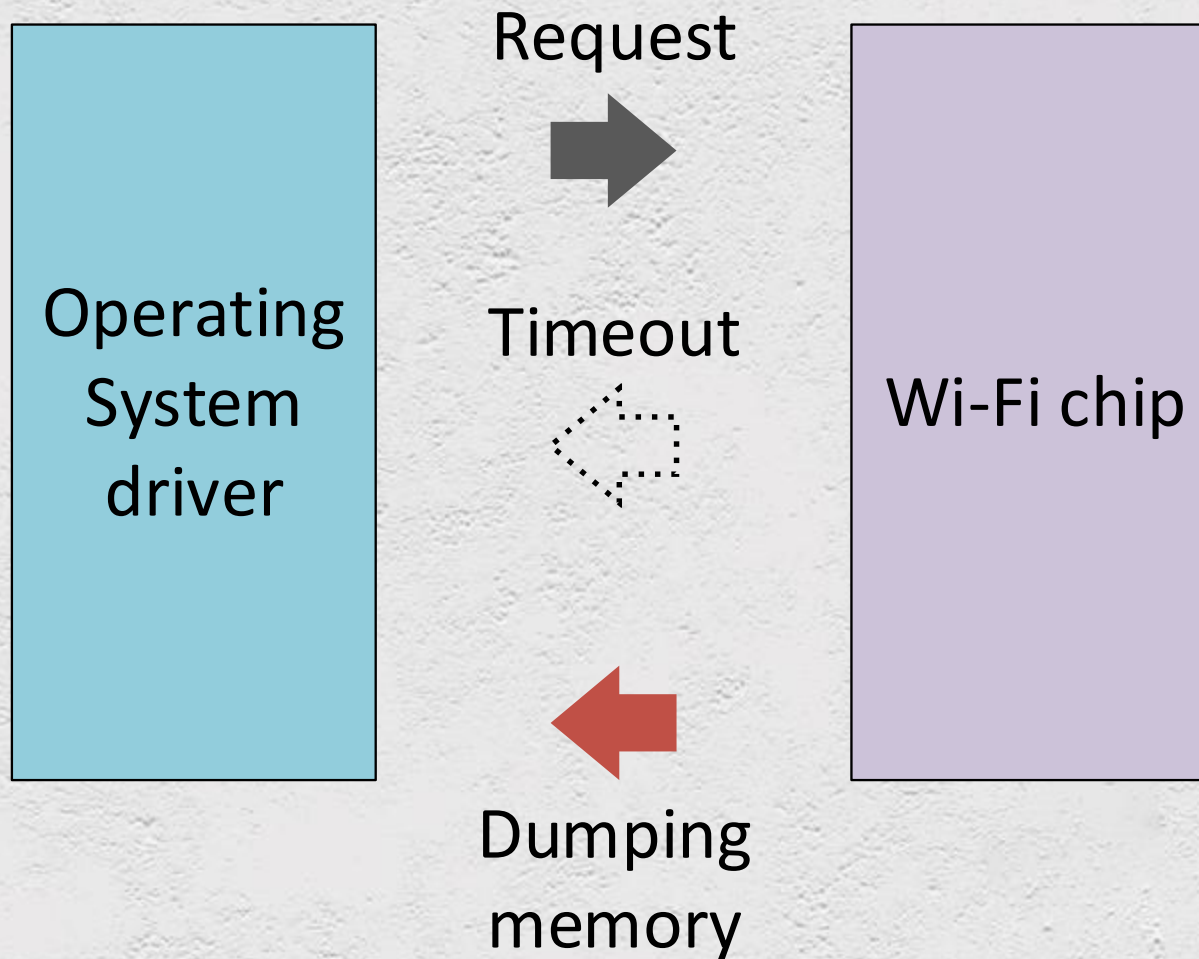 Request
Operating
System
driver
Timeout
Wi-Fi chip
Dumping
memory